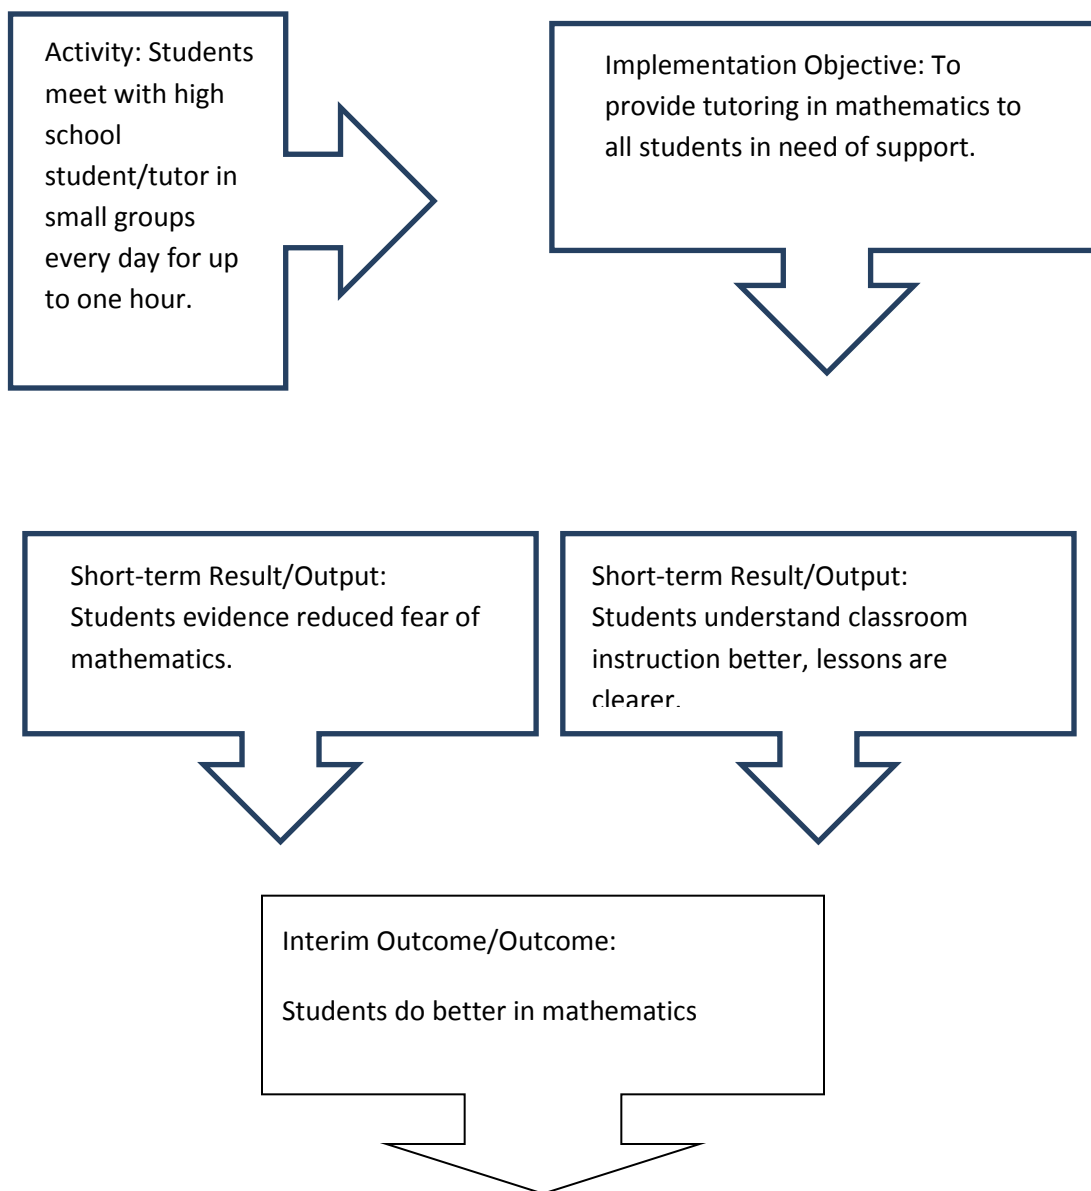 Activity: Students
meet with high
school
student/tutor in
small groups
every day for up
to one hour.
Implementation Objective: To
provide tutoring in mathematics to
all students in need of support.
Short-term Result/Output:
Students evidence reduced fear of
mathematics.
Short-term Result/Output:
Students understand classroom
instruction better, lessons are
clearer.
Interim Outcome/Outcome:
Students do better in mathematics